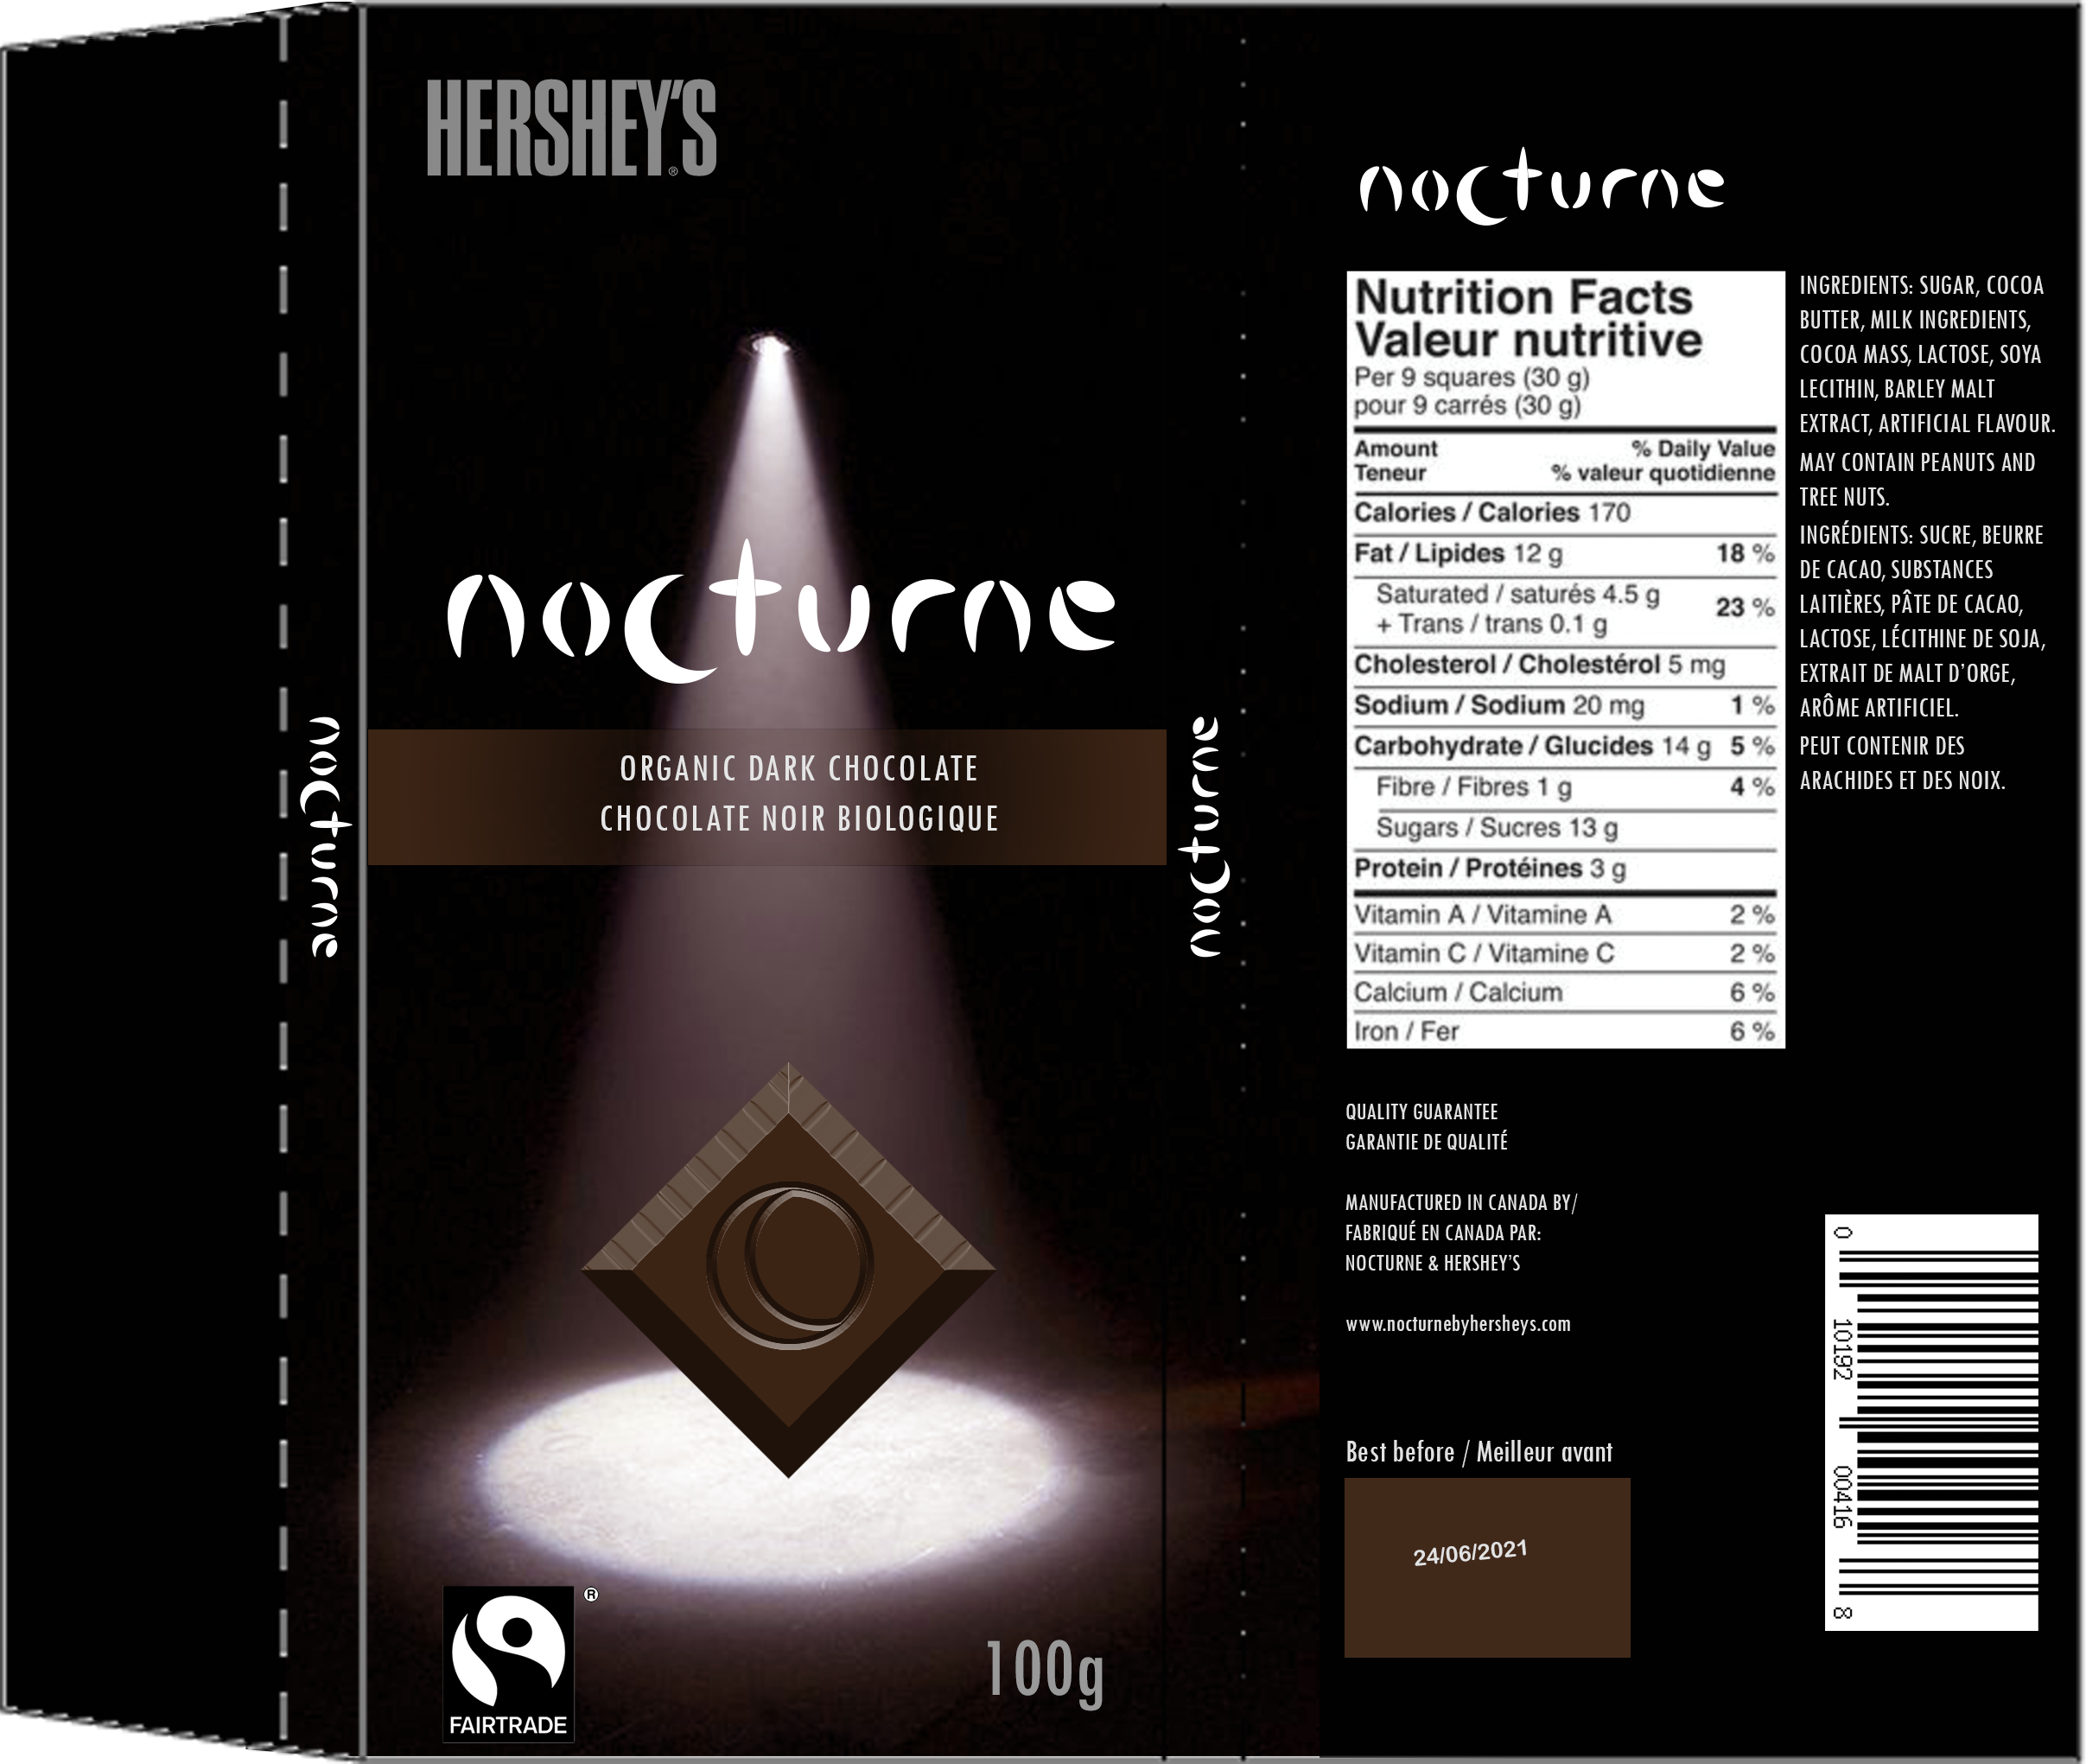 HERSHEY'S
®
nocturne
ORGANIC DARK CHOCOLATE
CHOCOLATE NOIR BIOLOGIQUE
nocturne
nocturne
®
FAIRTRADE
100g
nocturne
Nutrition Facts
Valeur nutritive
Per 9 squares (30 g)
pour 9 carrés (30 g)
Amount % Daily Value
Teneur % valeur quotidienne
Calories / Calories 170
Fat / Lipides 12 g 18 %
Saturated / saturés 4.5 g
+ Trans / trans 0.1 g 23 %
Cholesterol / Cholestérol 5 mg
Sodium / Sodium 20 mg 1 %
Carbohydrate / Glucides 14 g 5 %
Fibre / Fibres 1 g 4 %
Sugars / Sucres 13 g
Protein / Protéines 3 g
Vitamin A / Vitamine A 2 %
Vitamin C / Vitamine C 2 %
Calcium / Calcium 6 %
Iron / Fer 6 %
INGREDIENTS: SUGAR, COCOA
BUTTER, MILK INGREDIENTS,
COCOA MASS, LACTOSE, SOYA
LECITHIN, BARLEY MALT
EXTRACT, ARTIFICIAL FLAVOUR.
MAY CONTAIN PEANUTS AND
TREE NUTS.
INGRÉDIENTS: SUCRE, BEURRE
DE CACAO, SUBSTANCES
LAITIÈRES, PÂTE DE CACAO,
LACTOSE, LÉCITHINE DE SOJA,
EXTRAIT DE MALT D'ORGE,
ARÔME ARTIFICIEL.
PEUT CONTENIR DES
ARACHIDES ET DES NOIX.
QUALITY GUARANTEE
GARANTIE DE QUALITÉ
MANUFACTURED IN CANADA BY/
FABRIQUÉ EN CANADA PAR:
NOCTURNE & HERSHEY'S
www.nocturnebyhersheys.com
Best before / Meilleur avant
24/06/2021
0 10192 00416 8